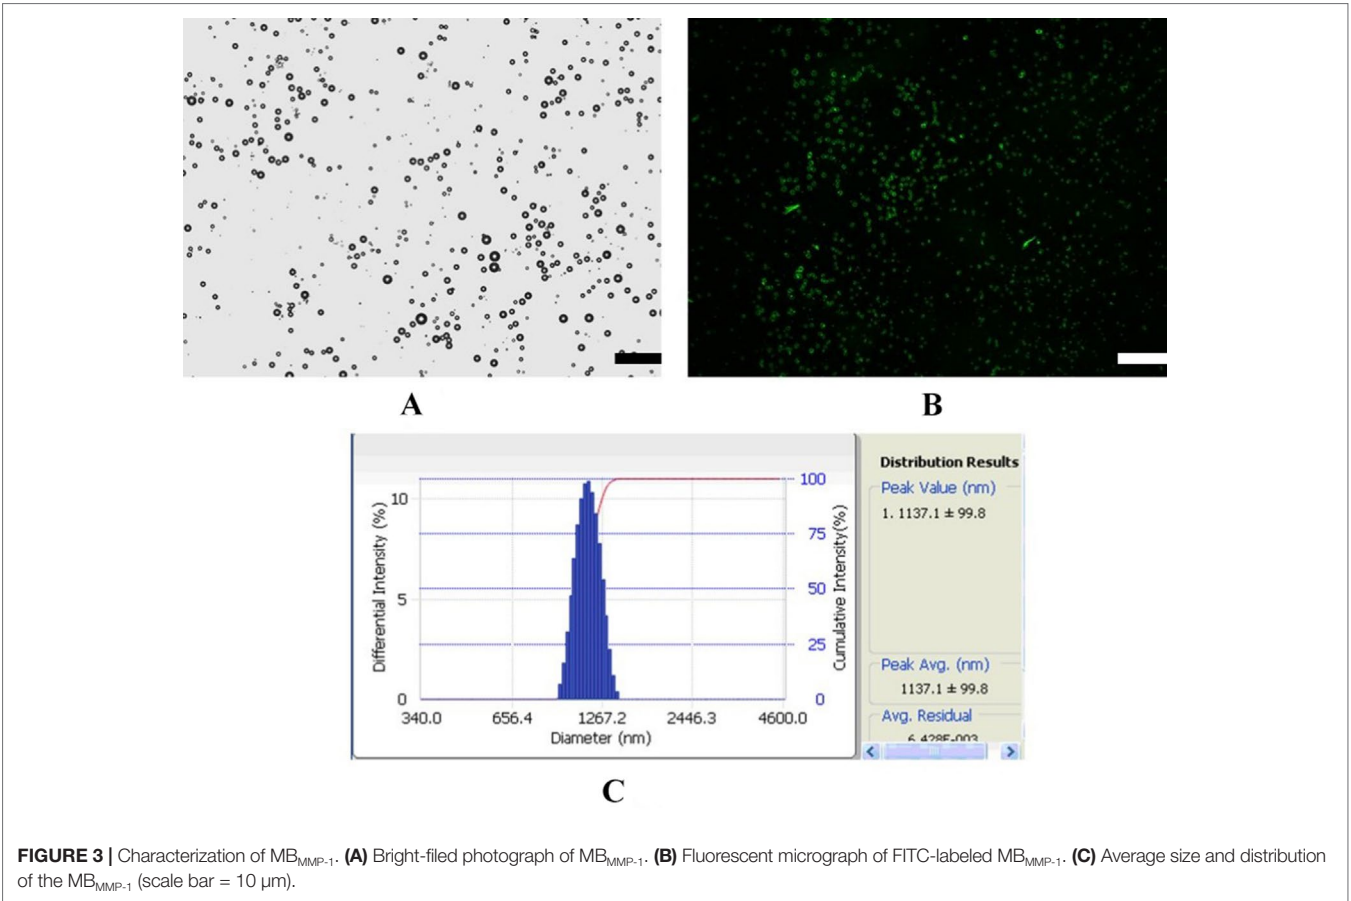 A
B
Differential Intensity (%)
10
5
0
340.0 656.4 1267.2 2446.3 4600.0
Diameter (nm)
100
75
50
25
0
Cumulative Intensity(%)
Distribution Results
Peak Value (nm)
1. 1137.1 ± 99.8
Peak Avg. (nm)
1137.1 ± 99.8
Avg. Residual
6.428E-003
C
FIGURE 3 | Characterization of MBMMP-1. (A) Bright-filed photograph of MBMMP-1. (B) Fluorescent micrograph of FITC-labeled MBMMP-1. (C) Average size and distribution
of the MBMMP-1 (scale bar = 10 μm).